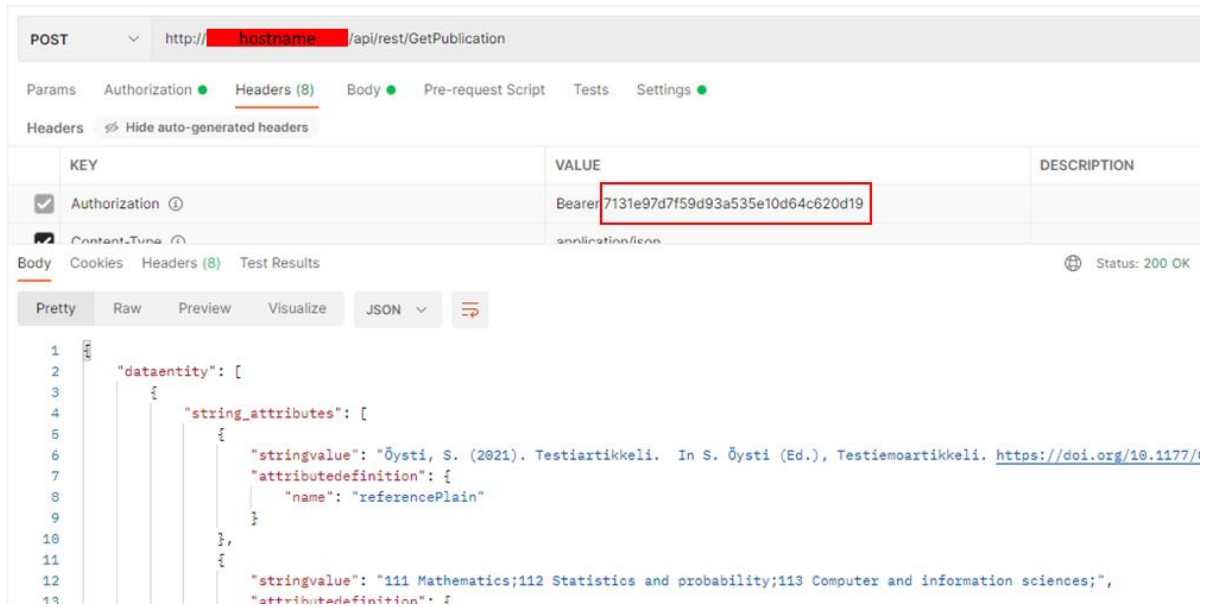 POST http:// hostname /api/rest/GetPublication
Params Authorization Headers (8) Body Pre-request Script Tests Settings
Headers Hide auto-generated headers
KEY VALUE DESCRIPTION
Authorization Bearer 7131e97d7f59d93a535e10d64c620d19
Content-Type application/json
Body Cookies Headers (8) Test Results Status: 200 OK
Pretty Raw Preview Visualize JSON
1 {
2 "dataentity": [
3 {
4 "string_attributes": [
5 {
6 "stringvalue": "Öysti, S. (2021). Testiartikkeli. In S. Öysti (Ed.), Testiemoartikkeli. https://doi.org/10.1177/
7 "attributedefinition": {
8 "name": "referencePlain"
9 }
10 },
11 {
12 "stringvalue": "111 Mathematics;112 Statistics and probability;113 Computer and information sciences;",
13 "attributedefinition": {